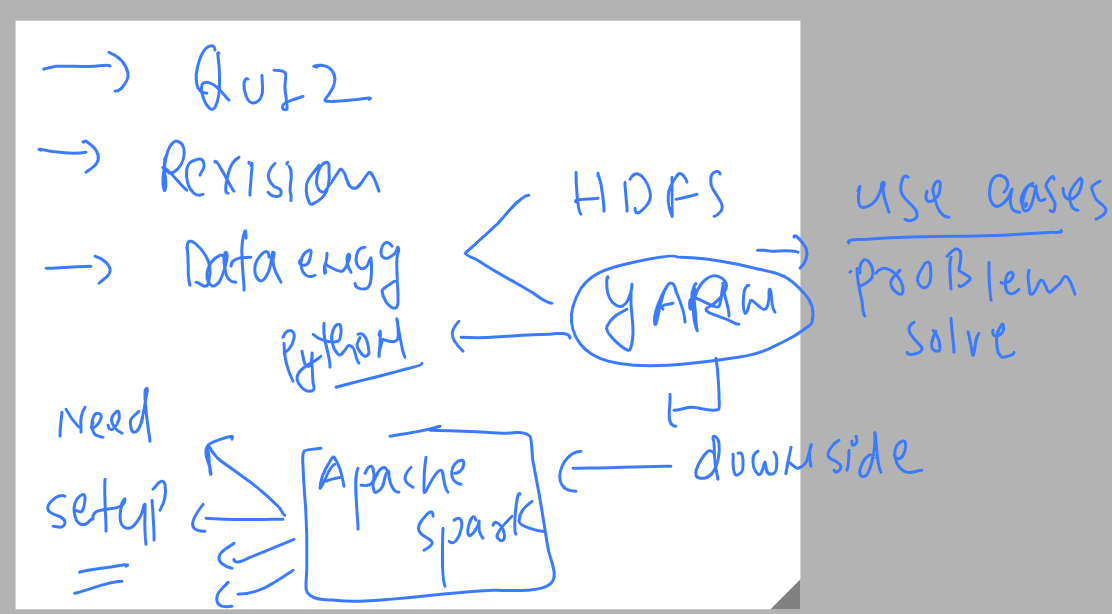 Quiz
Revision
Data engg
HDFS
YARN
use cases
problem
solve
Python
downside
Apache
spark
Need
setup